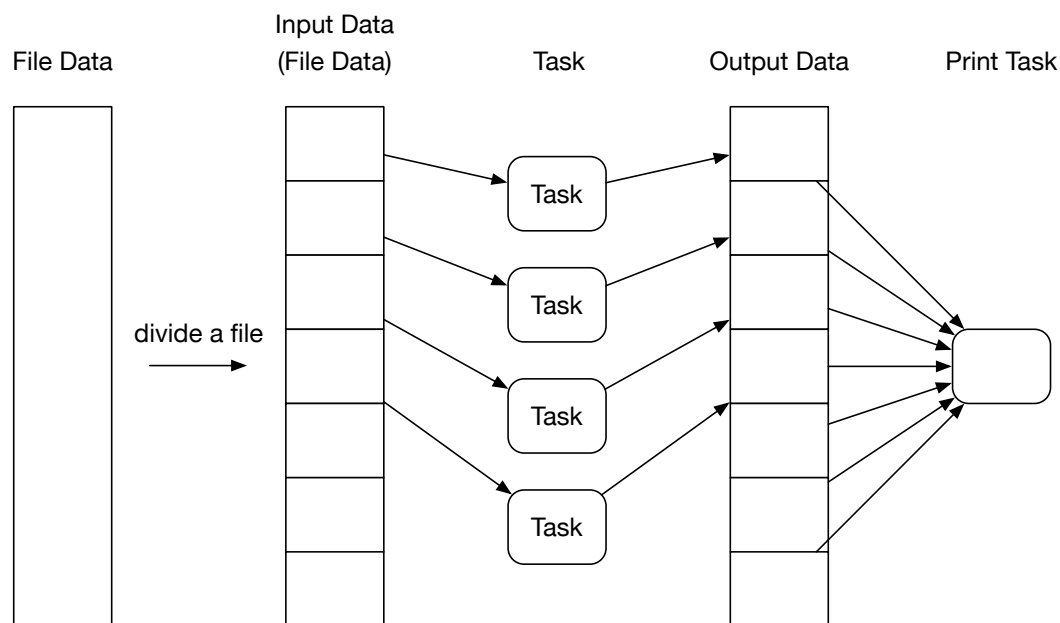 Input Data
File Data
(File Data)
Task
Output Data
Print Task
Task
Task
divide a file
Task
Task